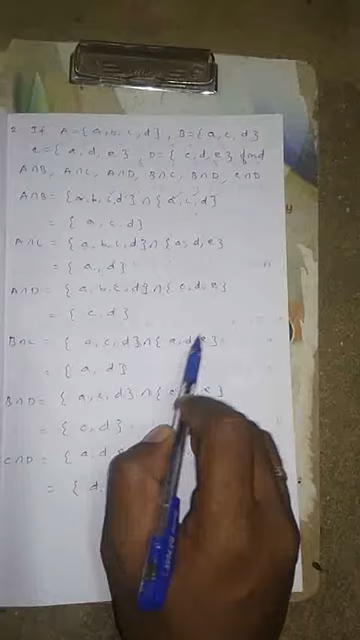 2. If A = {a, b, c, d}, B = {a, c, d}
C = {a, d, e}, D = {c, d, e} find
A∩B, A∩C, A∩D, B∩C, B∩D, C∩D
A∩B = {a, b, c, d} ∩ {a, c, d}
= {a, c, d}
A∩C = {a, b, c, d} ∩ {a, d, e}
= {a, d}
A∩D = {a, b, c, d} ∩ {c, d, e}
= {c, d}
B∩C = {a, c, d} ∩ {a, d, e}
= {a, d}
B∩D = {a, c, d} ∩ {c, d, e
= {c, d}
C∩D = {a, d, e
= {d,